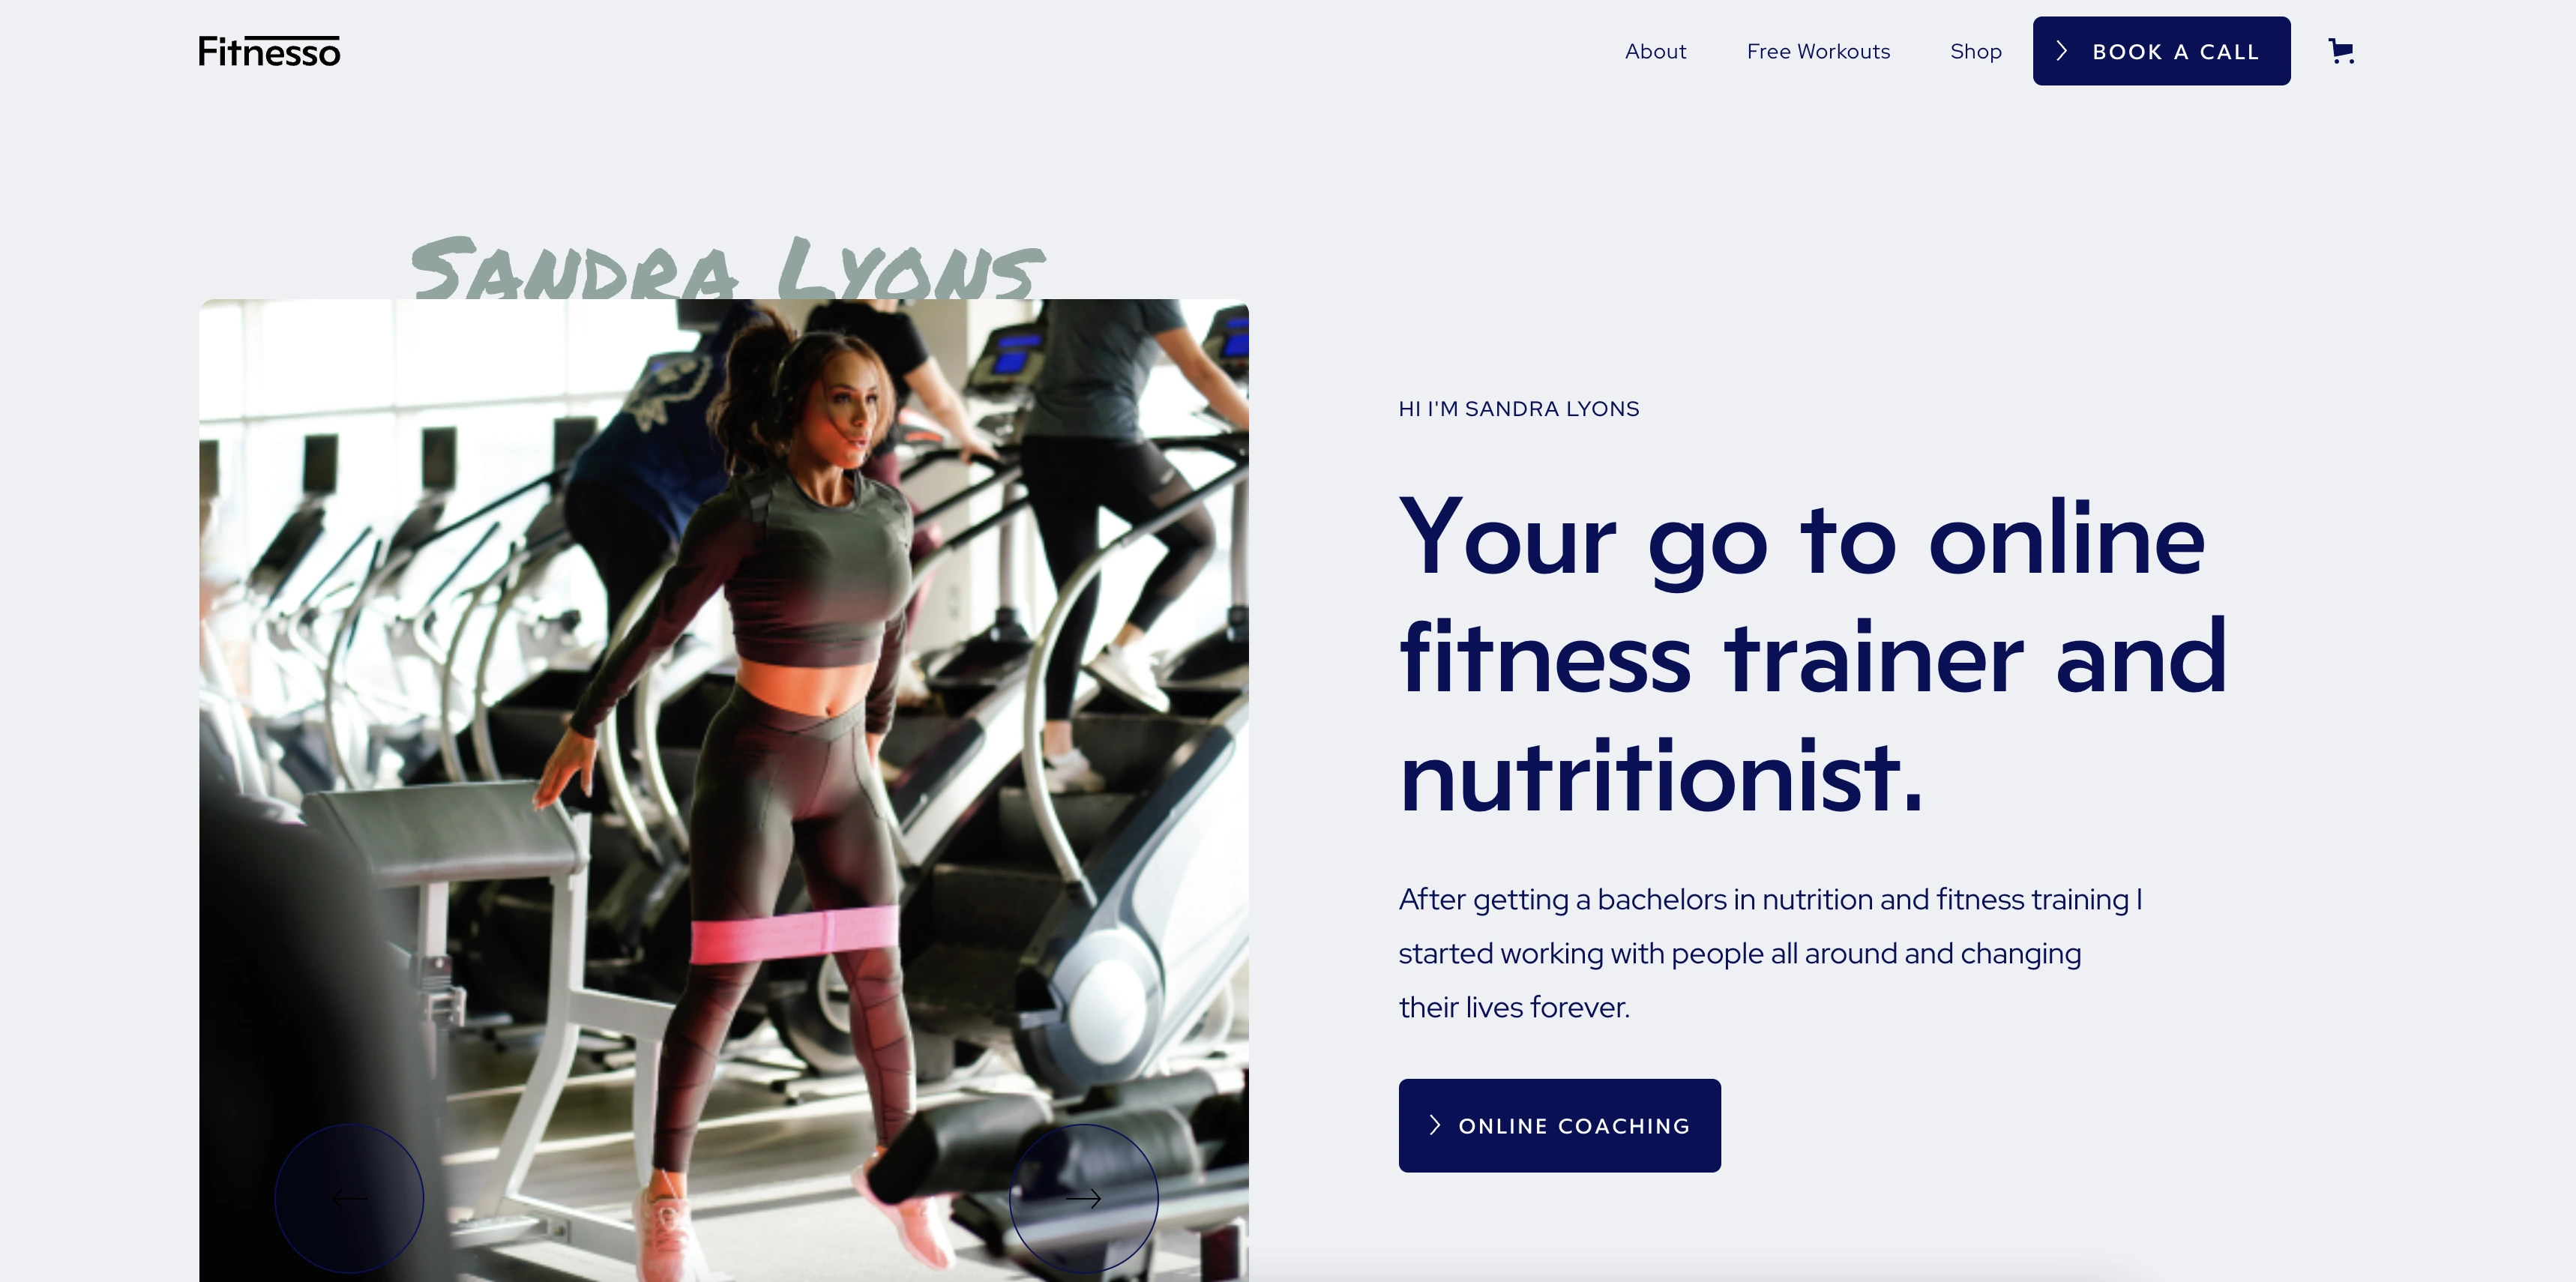 Fitnesso
About
Free Workouts
Shop
BOOK A CALL
Sandra Lyons
HI I'M SANDRA LYONS
Your go to online
fitness trainer and
nutritionist.
After getting a bachelors in nutrition and fitness training I
started working with people all around and changing
their lives forever.
ONLINE COACHING